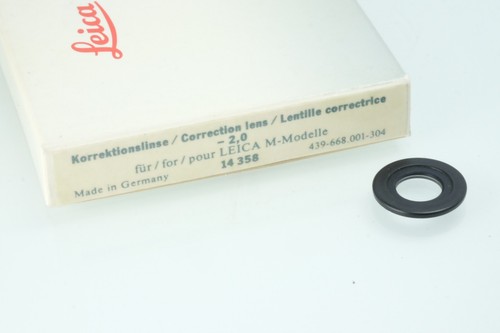 Leica
Korrektionslinse / Correction lens / Lentille correctrice
- 2,0
für / for / pour LEICA M-Modelle
14 358
439-668.001-304
Made in Germany